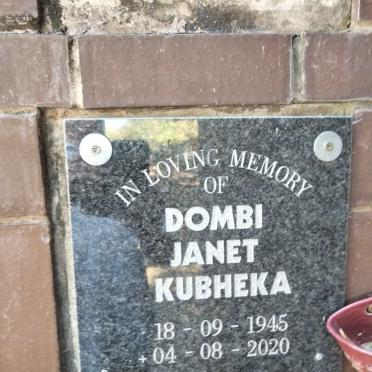 IN LOVING MEMORY
OF
DOMBI
JANET
KUBHEKA
18 - 09 - 1945
+ 04 - 08 - 2020